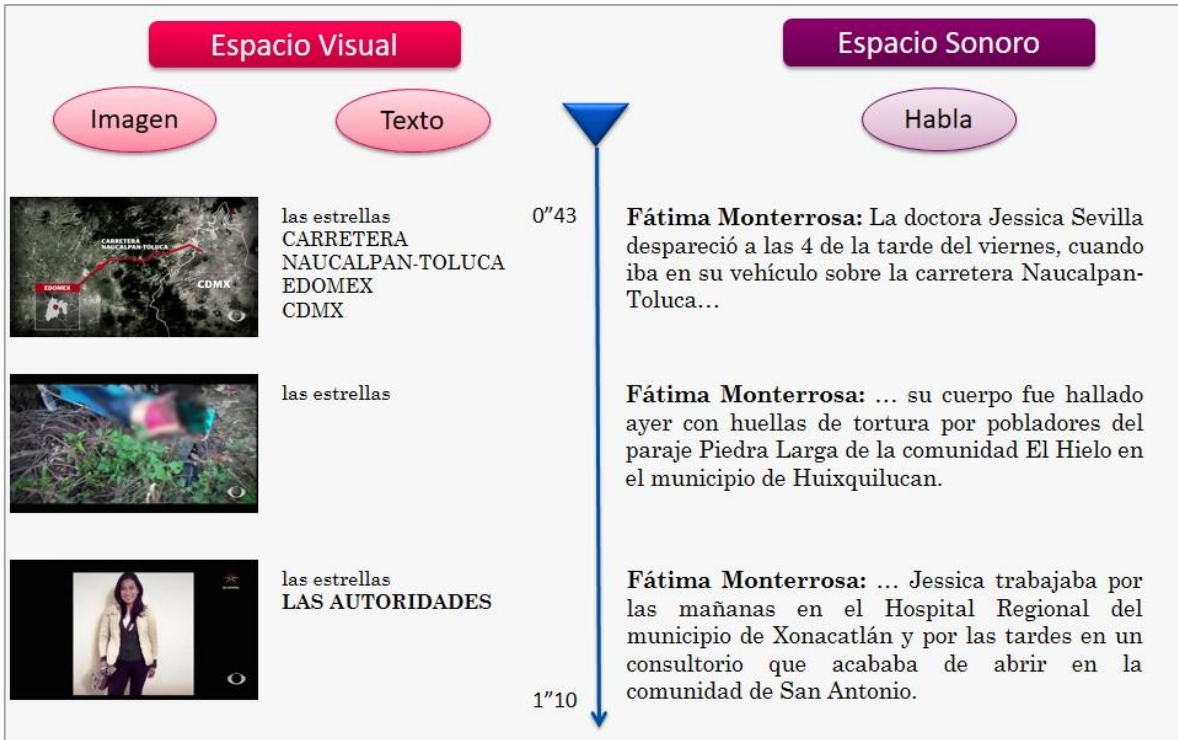 Espacio Visual
Espacio Sonoro
Imagen
Texto
Habla
CARRETERA
NAUCALPAN-TOLUCA
EDOMEX
CDMX
las estrellas
CARRETERA
NAUCALPAN-TOLUCA
EDOMEX
CDMX
0"43
Fátima Monterrosa: La doctora Jessica Sevilla
despareció a las 4 de la tarde del viernes, cuando
iba en su vehículo sobre la carretera Naucalpan-
Toluca…
las estrellas
Fátima Monterrosa: … su cuerpo fue hallado
ayer con huellas de tortura por pobladores del
paraje Piedra Larga de la comunidad El Hielo en
el municipio de Huixquilucan.
las estrellas
LAS AUTORIDADES
Fátima Monterrosa: … Jessica trabajaba por
las mañanas en el Hospital Regional del
municipio de Xonacatlán y por las tardes en un
consultorio que acababa de abrir en la
comunidad de San Antonio.
1"10